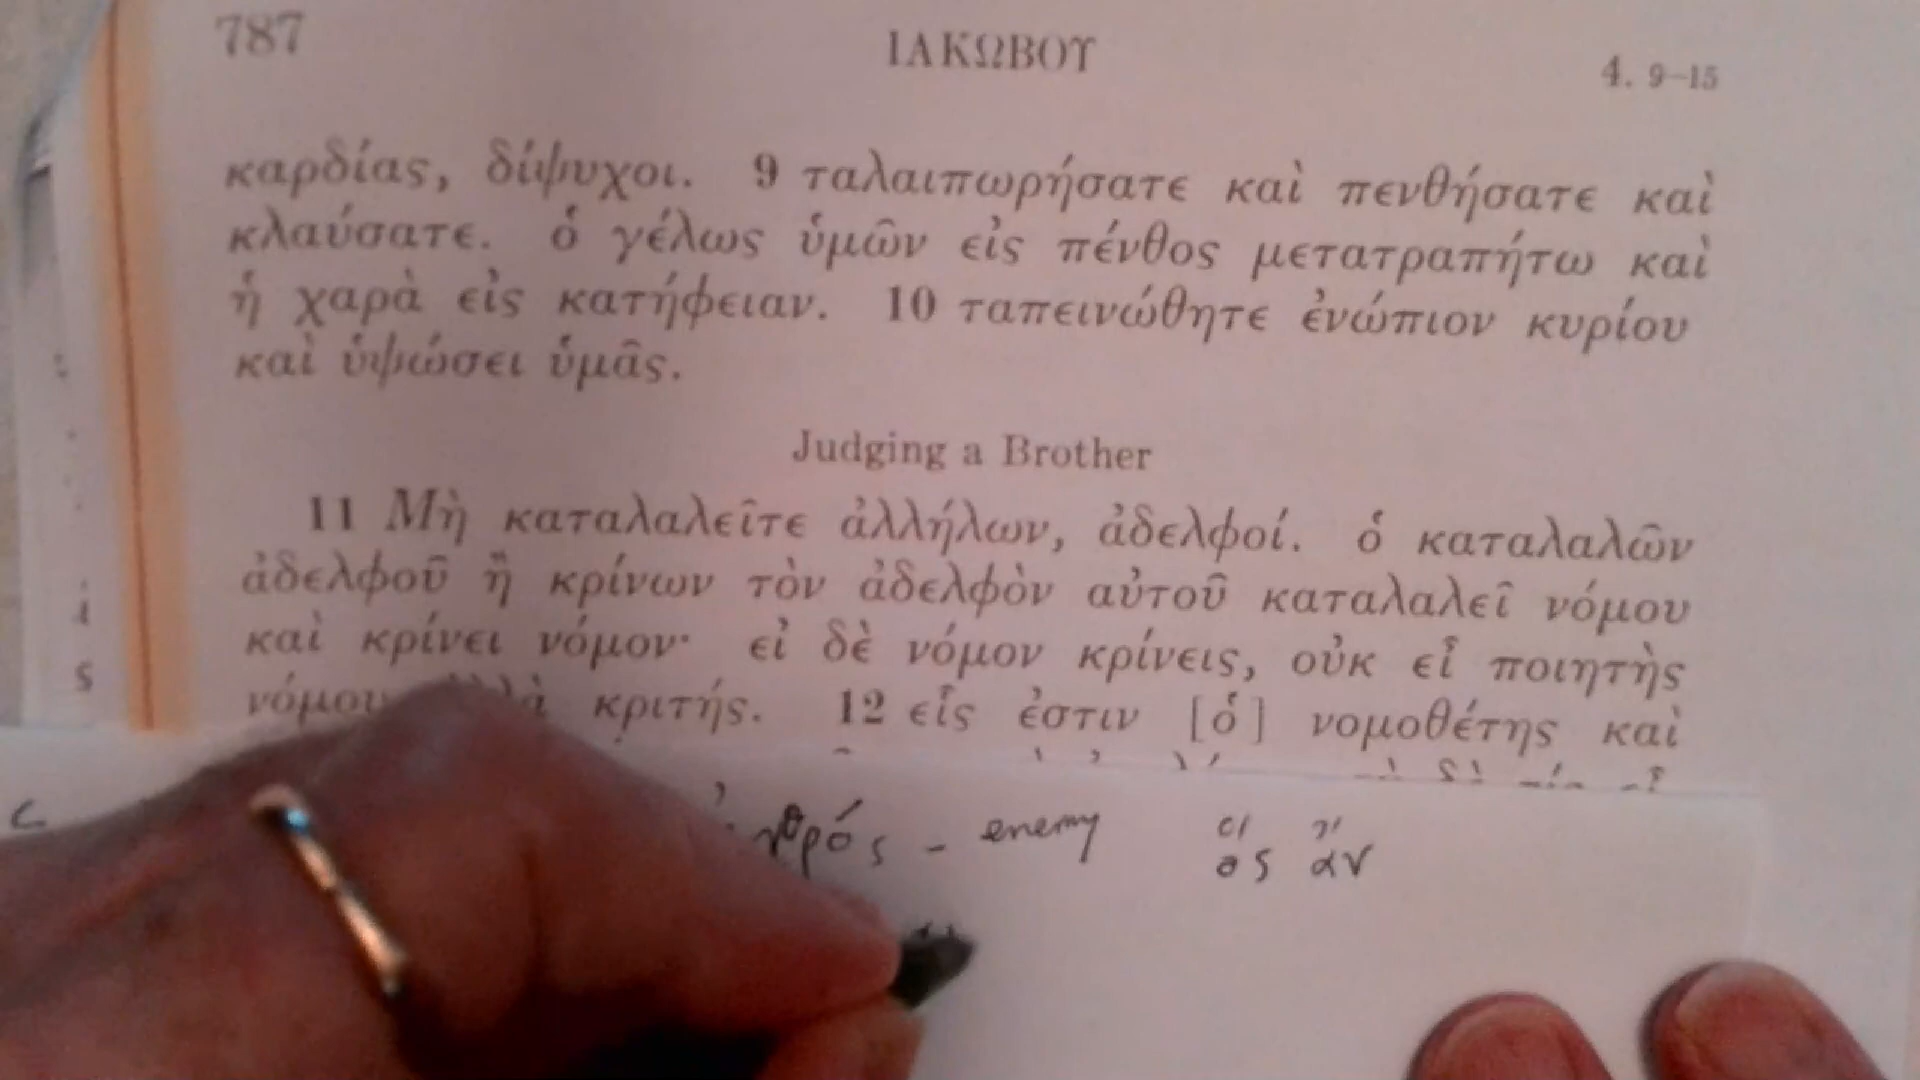 787 ΙΑΚΩΒΟΥ 4. 9–15
καρδίας, δίψυχοι. 9 ταλαιπωρήσατε καὶ πενθήσατε καὶ
κλαύσατε. ὁ γέλως ὑμῶν εἰς πένθος μετατραπήτω καὶ
ἡ χαρὰ εἰς κατήφειαν. 10 ταπεινώθητε ἐνώπιον κυρίου
καὶ ὑψώσει ὑμᾶς.
Judging a Brother
11 Μὴ καταλαλεῖτε ἀλλήλων, ἀδελφοί. ὁ καταλαλῶν
ἀδελφοῦ ἢ κρίνων τὸν ἀδελφὸν αὐτοῦ καταλαλεῖ νόμου
καὶ κρίνει νόμον· εἰ δὲ νόμον κρίνεις, οὐκ εἶ ποιητὴς
νόμου κριτής. 12 εἷς ἐστιν [ὁ] νομοθέτης καὶ
- enemy ὅς ἄν